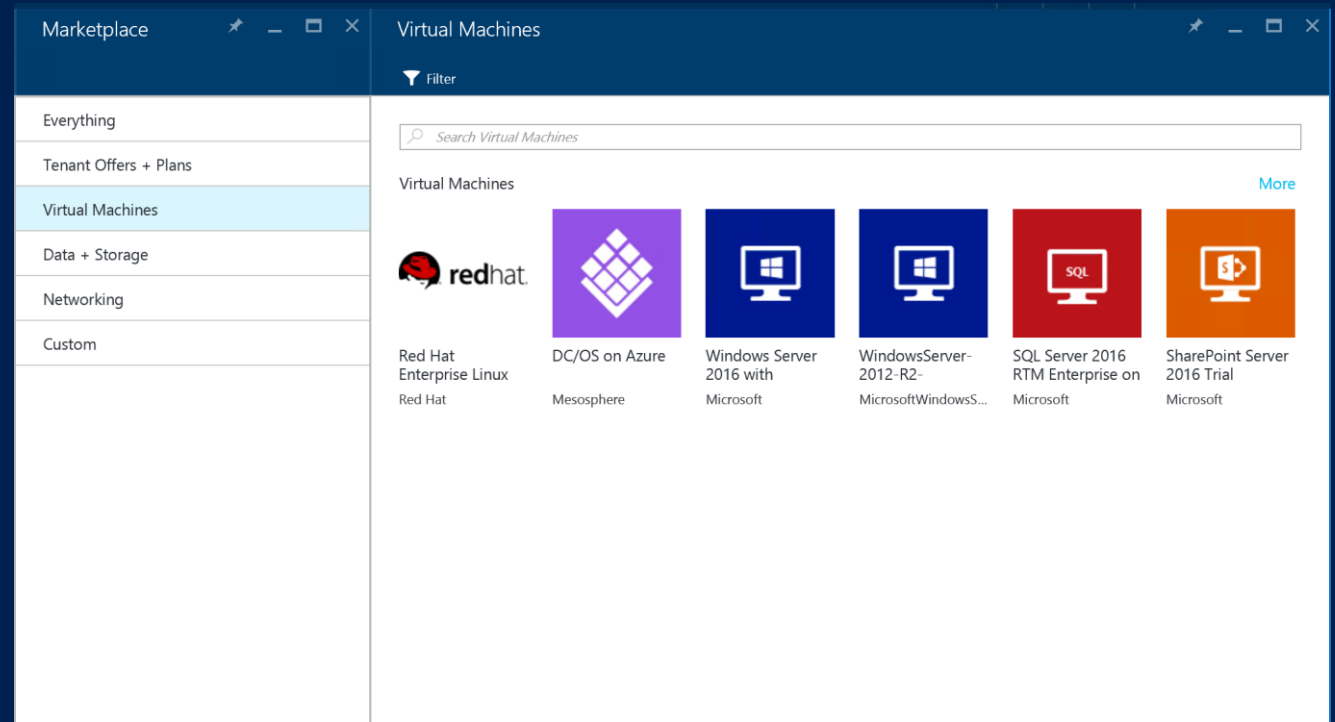 Marketplace
Virtual Machines
Filter
Everything
Tenant Offers + Plans
Virtual Machines
Data + Storage
Networking
Custom
Search Virtual Machines
Virtual Machines
More
redhat.
SQL
S
Red Hat
Enterprise Linux
Red Hat
DC/OS on Azure
Mesosphere
Windows Server
2016 with
Microsoft
WindowsServer-
2012-R2-
MicrosoftWindowsS...
SQL Server 2016
RTM Enterprise on
Microsoft
SharePoint Server
2016 Trial
Microsoft